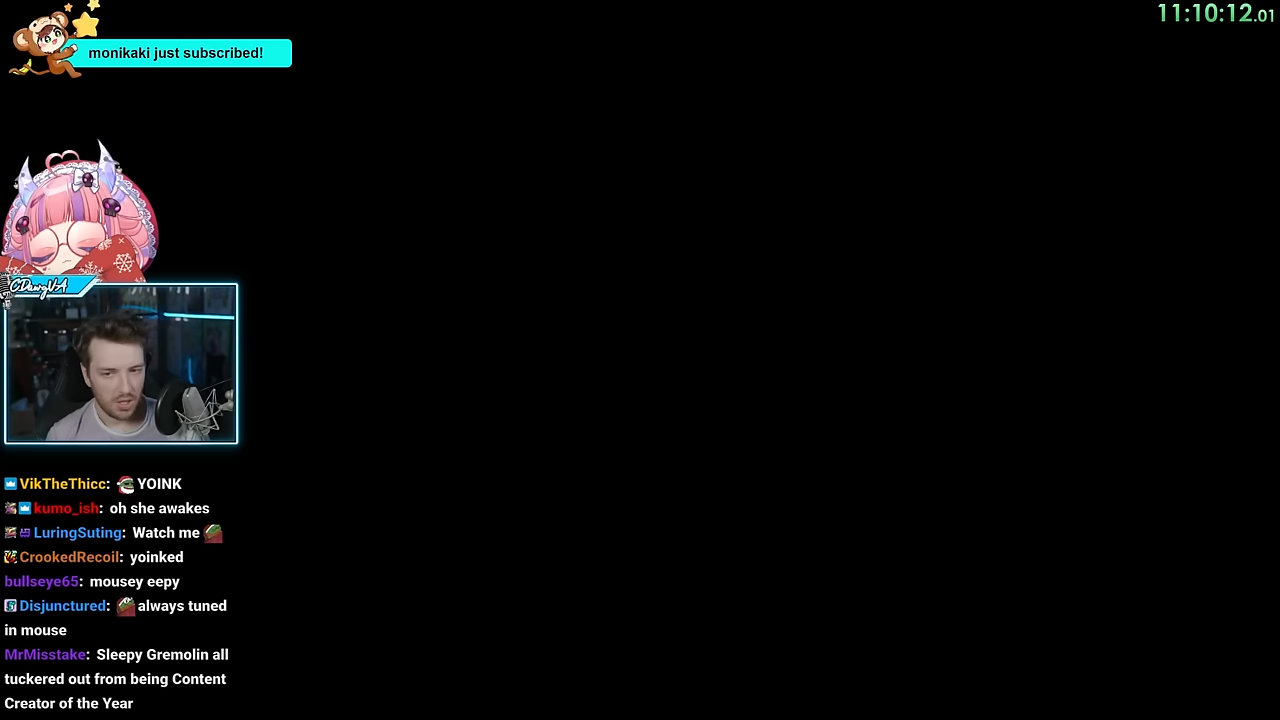 11:10:12.01
monikaki just subscribed!
CDawgVA
VikTheThicc: YOINK
kumo_ish: oh she awakes
LuringSuting: Watch me
CrookedRecoil: yoinked
bullseye65: mousey eepy
Disjunctured: always tuned
in mouse
MrMisstake: Sleepy Gremolin all
tuckered out from being Content
Creator of the Year